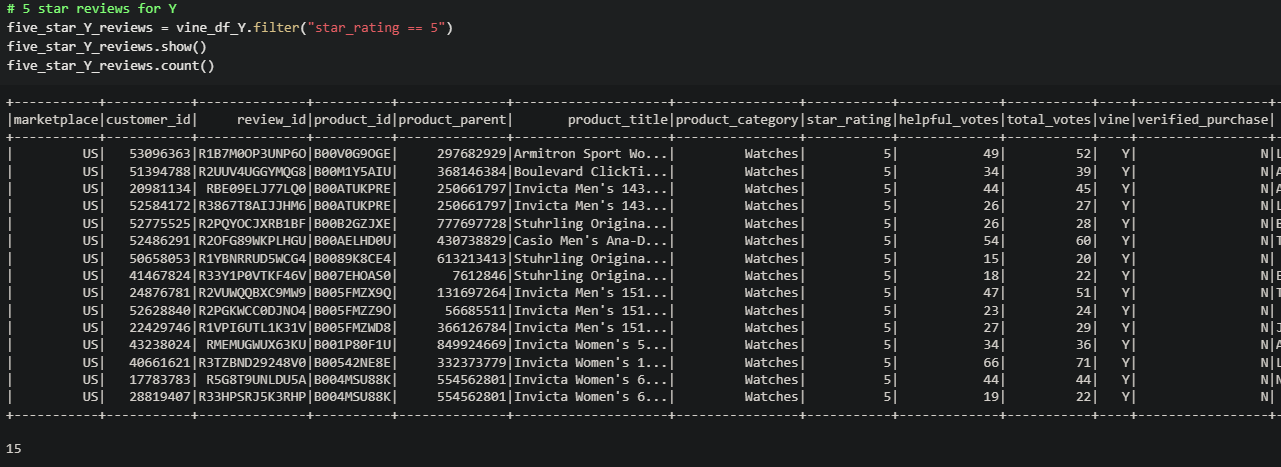 # 5 star reviews for Y
five_star_Y_reviews = vine_df_Y.filter("star_rating == 5")
five_star_Y_reviews.show()
five_star_Y_reviews.count()
+-----------+-----------+--------------+----------+--------------+--------------------+----------------+-----------+-------------+-----------+----+-----------------+
|marketplace|customer_id|     review_id|product_id|product_parent|       product_title|product_category|star_rating|helpful_votes|total_votes|vine|verified_purchase|
+-----------+-----------+--------------+----------+--------------+--------------------+----------------+-----------+-------------+-----------+----+-----------------+
|         US|   53096363|R1B7M0OP3UNP6O|B00V0G9OGE|     297682929|Armitron Sport Wo...|         Watches|          5|           49|         52|   Y|                N|L
|         US|   51394788|R2UUV4UGGYMQG8|B00M1Y5AIU|     368146384|Boulevard ClickTi...|         Watches|          5|           34|         39|   Y|                N|A
|         US|   20981134| RBE09ELJ77LQ0|B00ATUKPRE|     250661797|Invicta Men's 143...|         Watches|          5|           44|         45|   Y|                N|A
|         US|   52584172|R3867T8AIJJHM6|B00ATUKPRE|     250661797|Invicta Men's 143...|         Watches|          5|           26|         27|   Y|                N|L
|         US|   52775525|R2PQYOCJXRB1BF|B00B2GZJXE|     777697728|Stuhrling Origina...|         Watches|          5|           26|         28|   Y|                N|B
|         US|   52486291|R2OFG89WKPLHGU|B00AELHD0U|     430738829|Casio Men's Ana-D...|         Watches|          5|           54|         60|   Y|                N|T
|         US|   50658053|R1YBNRRUD5WCG4|B0089K8CE4|     613213413|Stuhrling Origina...|         Watches|          5|           15|         20|   Y|                N|
|         US|   41467824|R33Y1P0VTKF46V|B007EHOAS0|       7612846|Stuhrling Origina...|         Watches|          5|           18|         22|   Y|                N|E
|         US|   24876781|R2VUWQQBXC9MW9|B005FMZX9Q|     131697264|Invicta Men's 151...|         Watches|          5|           47|         51|   Y|                N|T
|         US|   52628840|R2PGKWCC0DJNO4|B005FMZZ9O|      56685511|Invicta Men's 151...|         Watches|          5|           23|         24|   Y|                N|
|         US|   22429746|R1VPI6UTL1K31V|B005FMZWD8|     366126784|Invicta Men's 151...|         Watches|          5|           27|         29|   Y|                N|J
|         US|   43238024| RMEMUGWUX63KU|B001P80F1U|     849924669|Invicta Women's 5...|         Watches|          5|           34|         36|   Y|                N|A
|         US|   40661621|R3TZBND29248V0|B00542NE8E|     332373779|Invicta Women's 1...|         Watches|          5|           66|         71|   Y|                N|L
|         US|   17783783| R5G8T9UNLDU5A|B004MSU88K|     554562801|Invicta Women's 6...|         Watches|          5|           44|         44|   Y|                N|N
|         US|   28819407|R33HPSRJ5K3RHP|B004MSU88K|     554562801|Invicta Women's 6...|         Watches|          5|           19|         22|   Y|                N|
+-----------+-----------+--------------+----------+--------------+--------------------+----------------+-----------+-------------+-----------+----+-----------------+
15